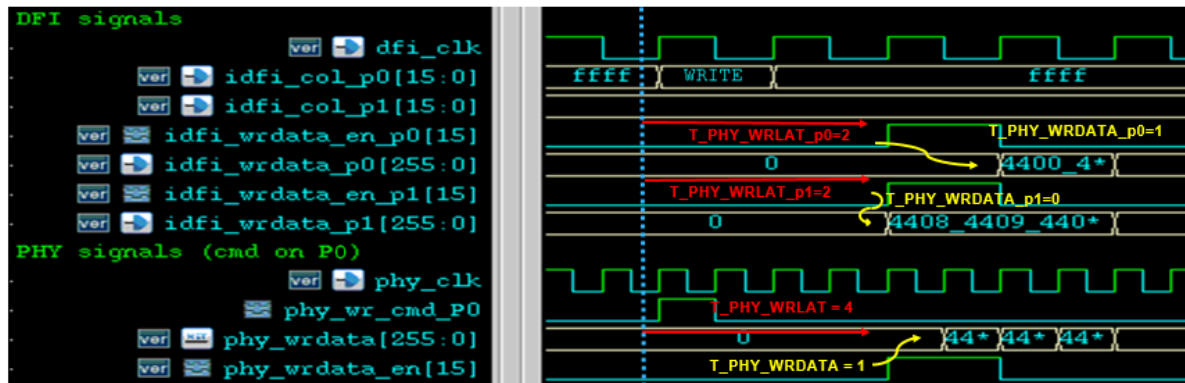 DFI signals
ver dfi_clk
ver idfi_col_p0[15:0] ffff WRITE ffff
ver idfi_col_p1[15:0]
ver idfi_wrdata_en_p0[15] T_PHY_WRLAT_p0=2 T_PHY_WRDATA_p0=1
ver idfi_wrdata_p0[255:0] 0 4400_4*
ver idfi_wrdata_en_p1[15] T_PHY_WRLAT_p1=2 T_PHY_WRDATA_p1=0
ver idfi_wrdata_p1[255:0] 0 4408_4409_440*
PHY signals (cmd on P0)
ver phy_clk
phy_wr_cmd_P0 T_PHY_WRLAT = 4
ver phy_wrdata[255:0] 0 44* 44* 44*
ver phy_wrdata_en[15] T_PHY_WRDATA = 1